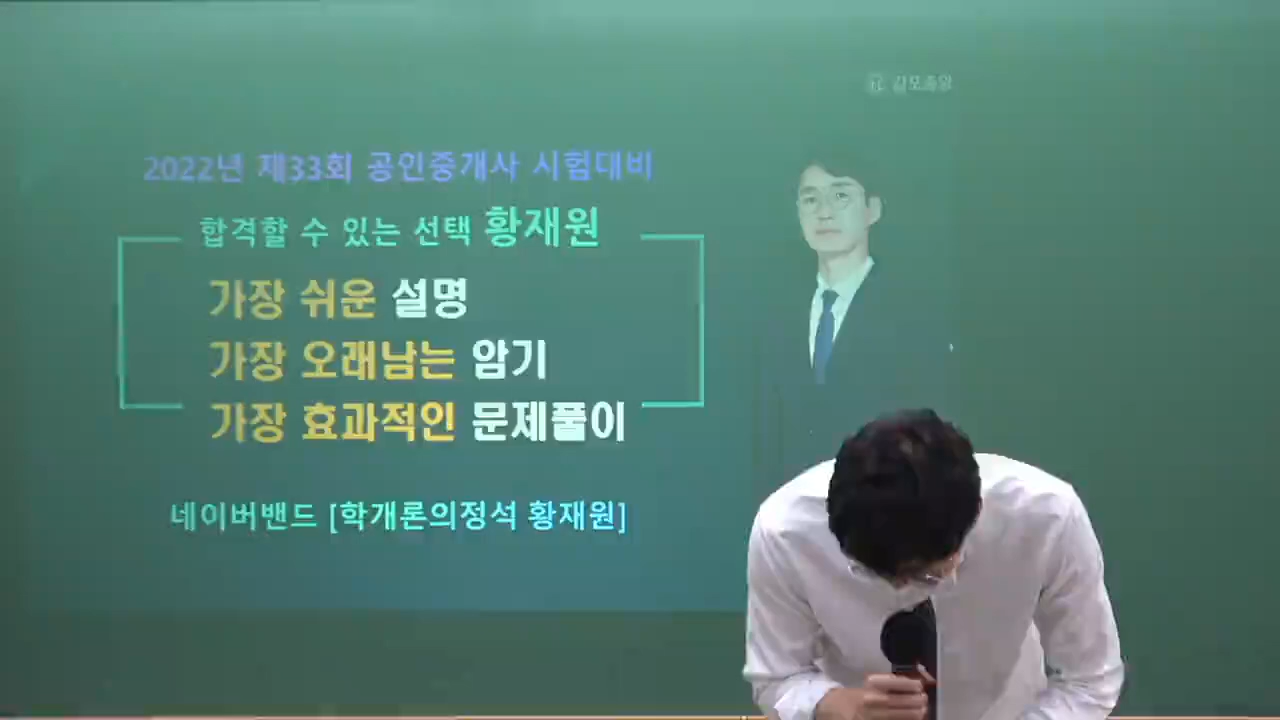 2022년 제33회 공인중개사 시험대비
합격할 수 있는 선택 황재원
가장 쉬운 설명
가장 오래남는 암기
가장 효과적인 문제풀이
네이버밴드 [학개론의정석 황재원]